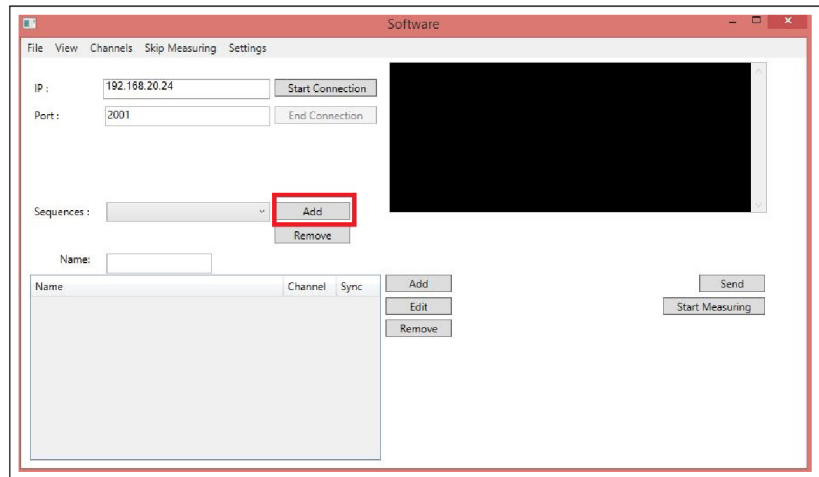 Software
File View Channels Skip Measuring Settings
IP : 192.168.20.24 Start Connection
Port : 2001 End Connection
Sequences : Add
Remove
Name:
Name Channel Sync
Add Send
Edit Start Measuring
Remove